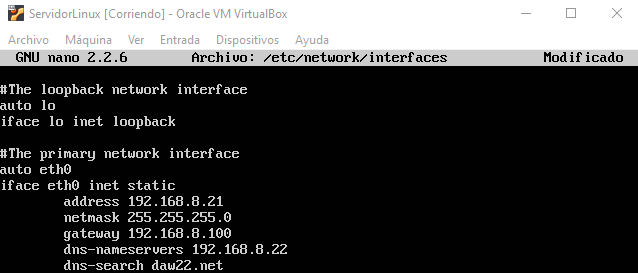 ServidorLinux [Corriendo] - Oracle VM VirtualBox
Archivo Máquina Ver Entrada Dispositivos Ayuda
GNU nano 2.2.6 Archivo: /etc/network/interfaces Modificado
#The loopback network interface
auto lo
iface lo inet loopback
#The primary network interface
auto eth0
iface eth0 inet static
address 192.168.8.21
netmask 255.255.255.0
gateway 192.168.8.100
dns-nameservers 192.168.8.22
dns-search daw22.net